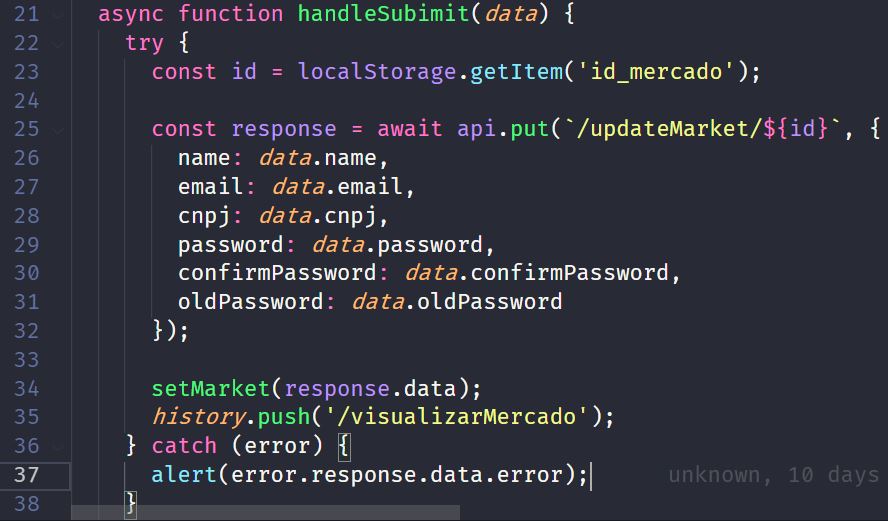 21 async function handleSubimit(data) {
22 try {
23 const id = localStorage.getItem('id_mercado');
24
25 const response = await api.put(`/updateMarket/${id}`, {
26 name: data.name,
27 email: data.email,
28 cnpj: data.cnpj,
29 password: data.password,
30 confirmPassword: data.confirmPassword,
31 oldPassword: data.oldPassword
32 });
33
34 setMarket(response.data);
35 history.push('/visualizarMercado');
36 } catch (error) {
37 alert(error.response.data.error); unknown, 10 days
38 }